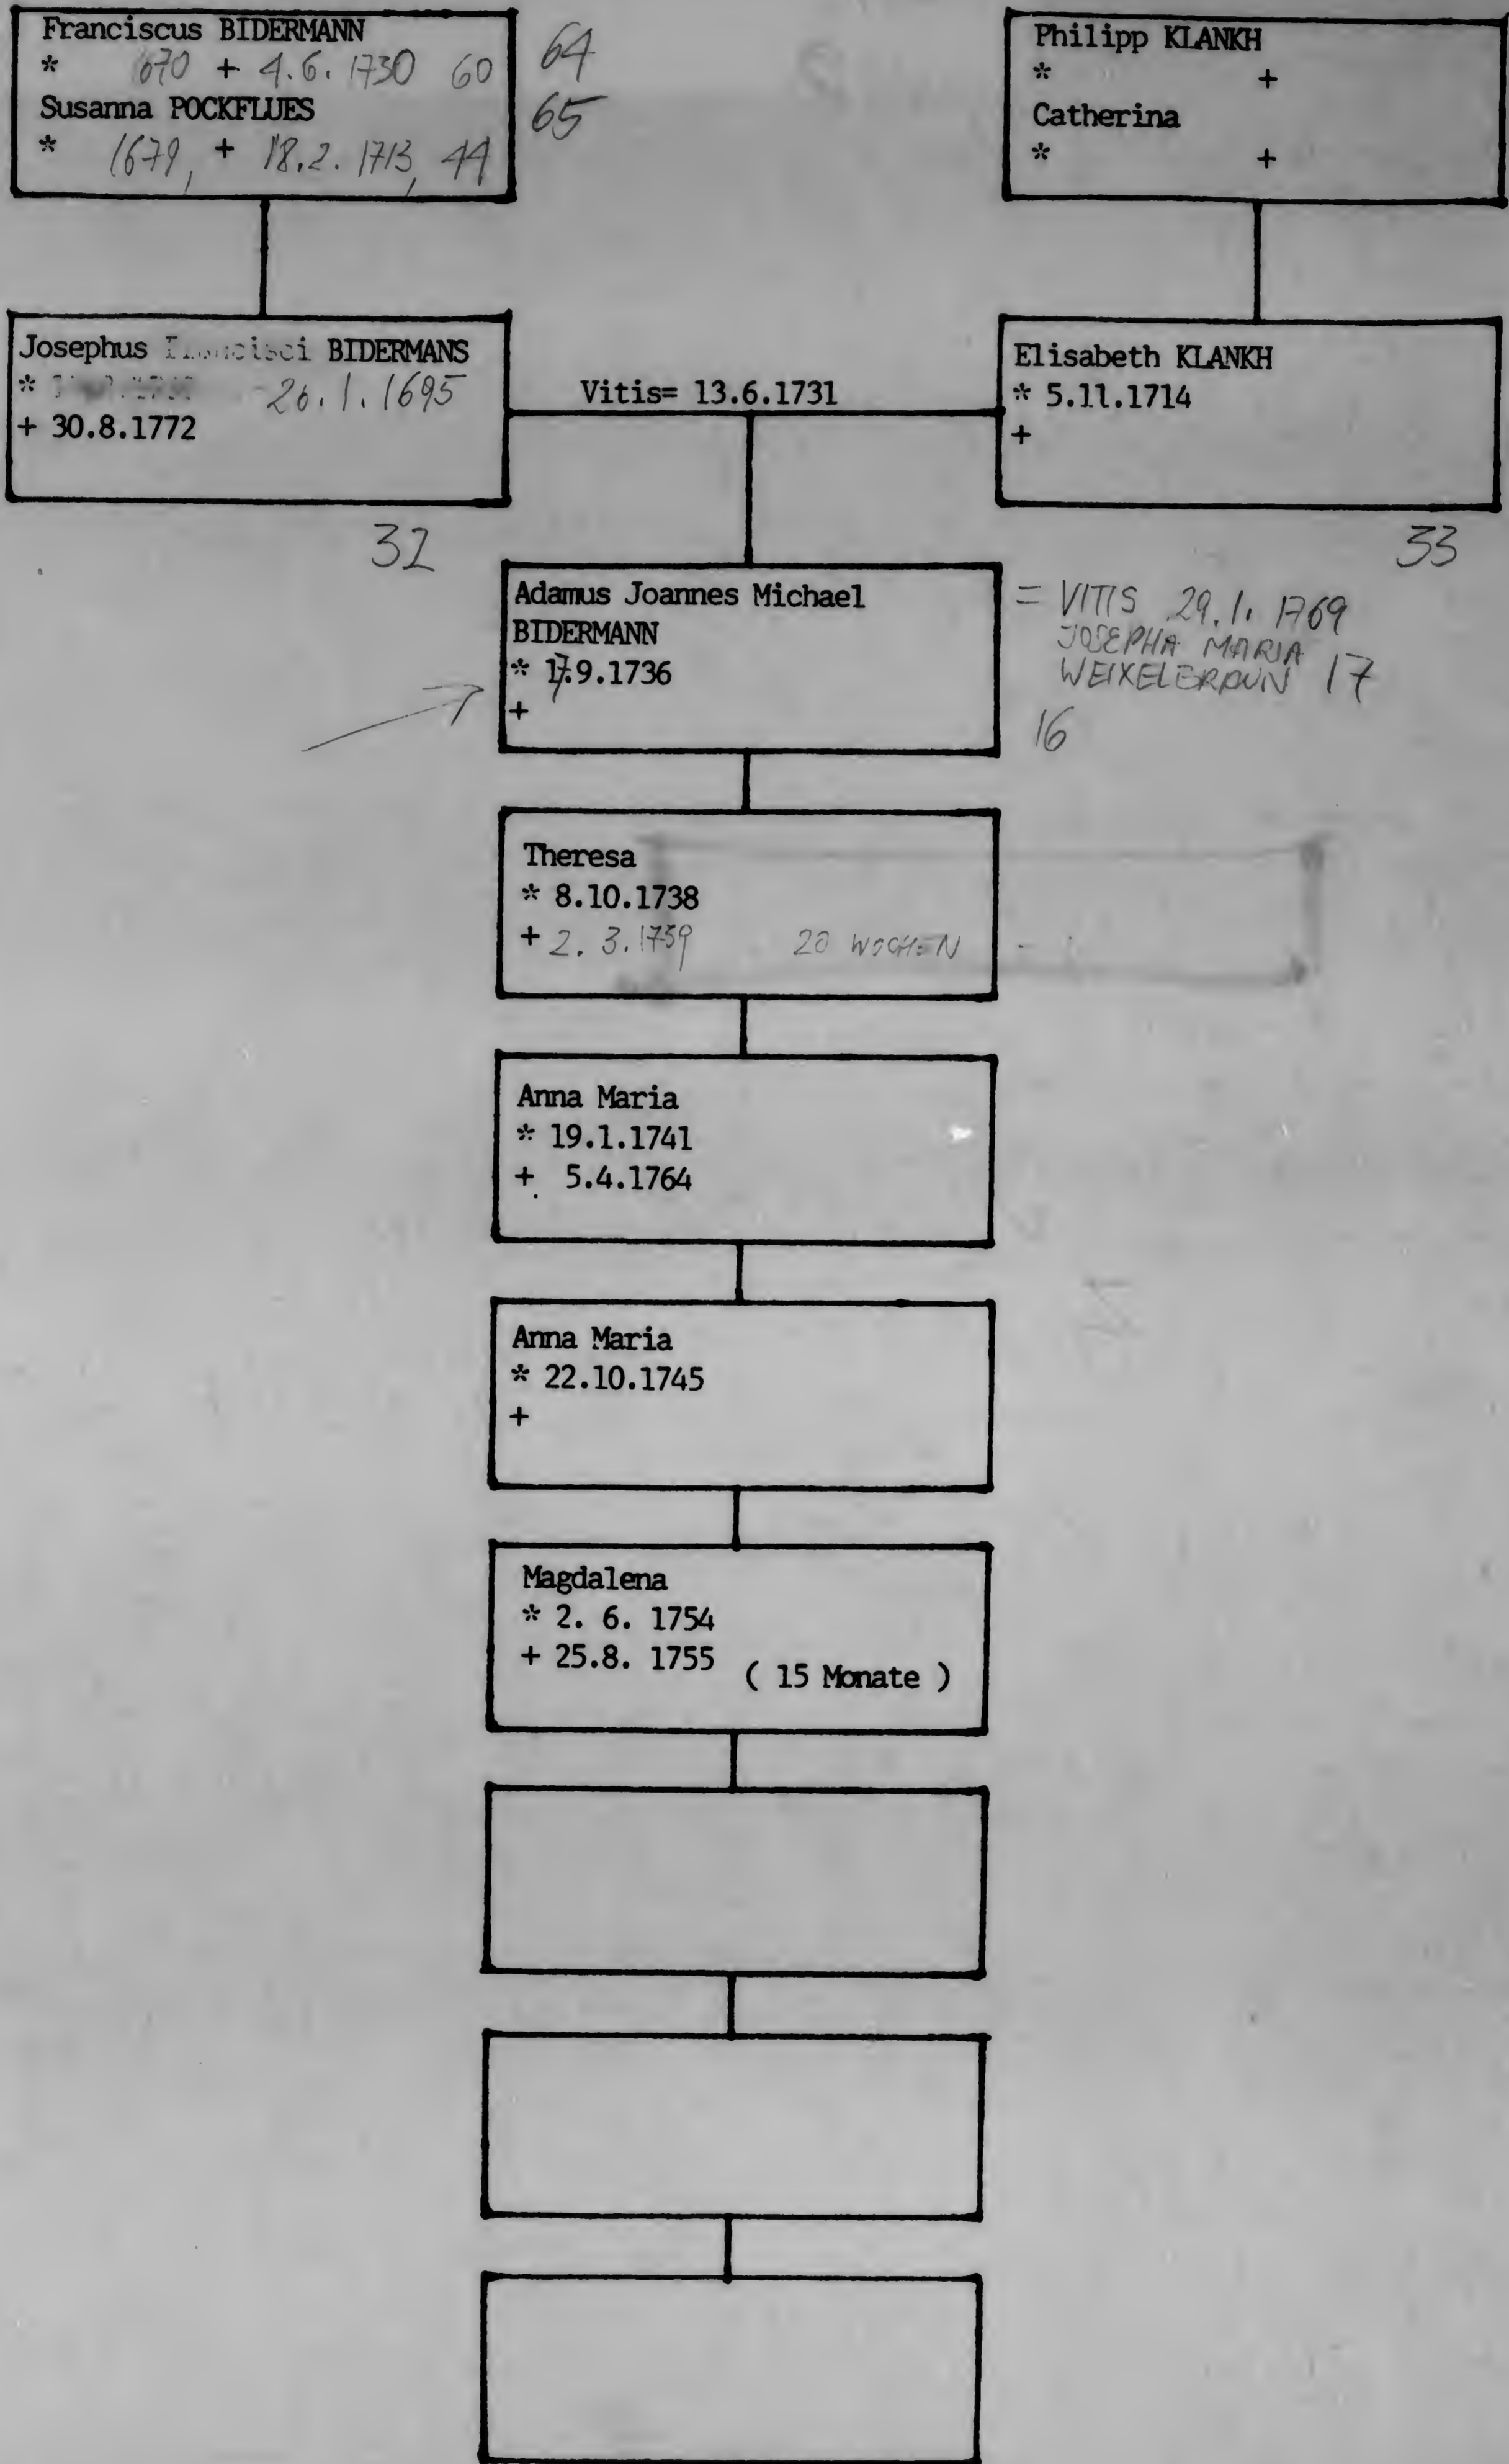 Franciscus BIDERMANN
* 1670 + 4.6.1730 60
Susanna POCKFLUES
* 1679, + 18.2.1713, 44
64
65
Philipp KLANKH
* +
Catherina
* +
Josephus BIDERMANS
* 26.1.1695
+ 30.8.1772
32
Vitis= 13.6.1731
Elisabeth KLANKH
* 5.11.1714
+
33
Adamus Joannes Michael
BIDERMANN
* 17.9.1736
+
= VITIS 29.1.1769
JOSEPHA MARIA
17
16
Theresa
* 8.10.1738
+ 2. 3. 1739 20 WOCHEN
Anna Maria
* 19.1.1741
+ 5.4.1764
Anna Maria
* 22.10.1745
+
Magdalena
* 2. 6. 1754
+ 25.8. 1755 ( 15 Monate )